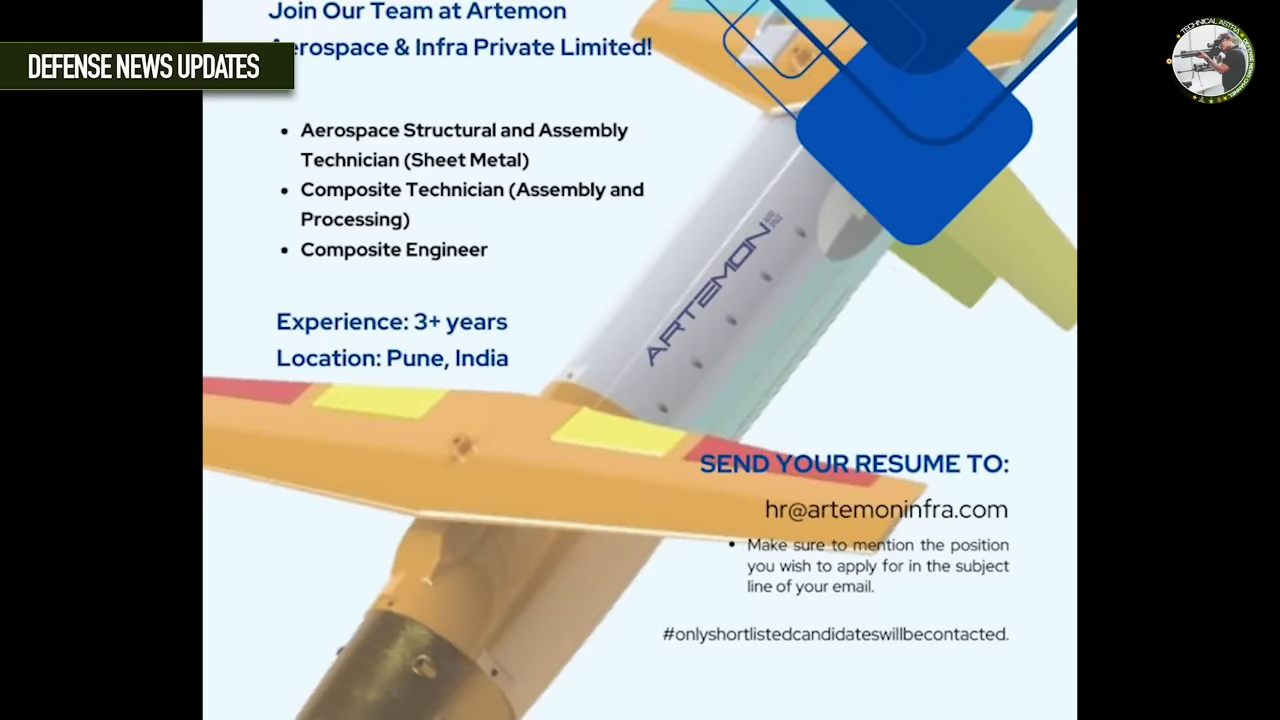 Join Our Team at Artemon
Aerospace & Infra Private Limited!
DEFENSE NEWS UPDATES
• Aerospace Structural and Assembly
Technician (Sheet Metal)
• Composite Technician (Assembly and
Processing)
• Composite Engineer
ARTEMON
Experience: 3+ years
Location: Pune, India
SEND YOUR RESUME TO:
hr@artemoninfra.com
• Make sure to mention the position
you wish to apply for in the subject
line of your email.
#onlyshortlistedcandidateswillbecontacted.
TECHNICAL ASTRA